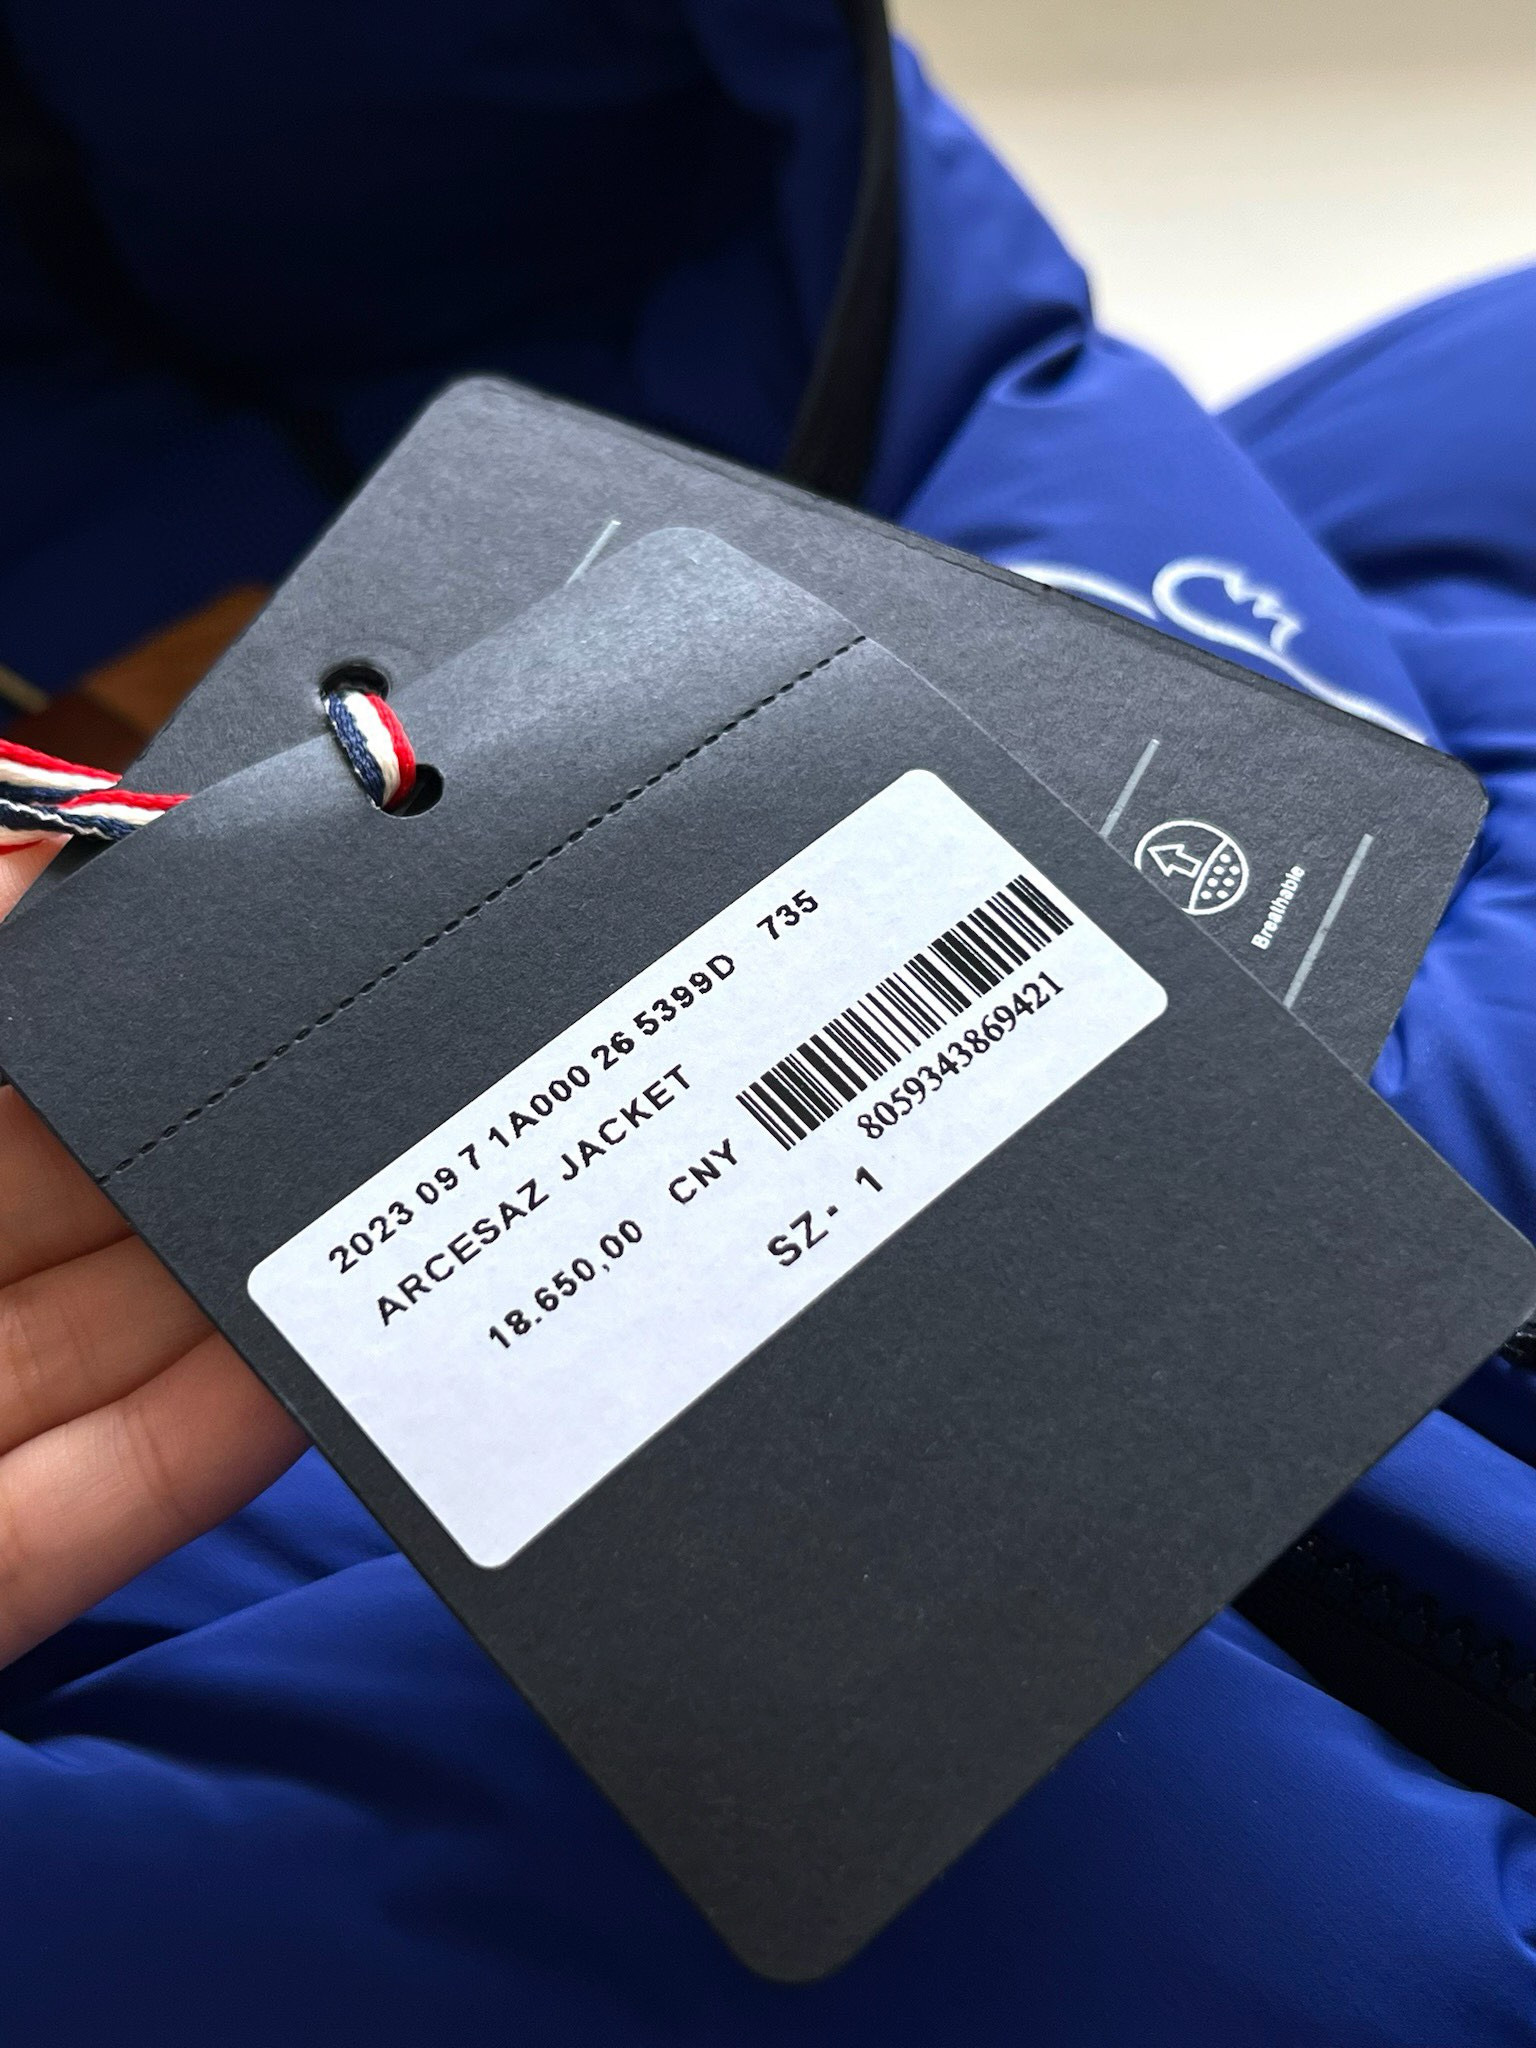 2023 09 7 1A000 26 5399D 735
ARCESAZ JACKET
18.650,00 CNY
8059343869421
SZ- 1
Breathable